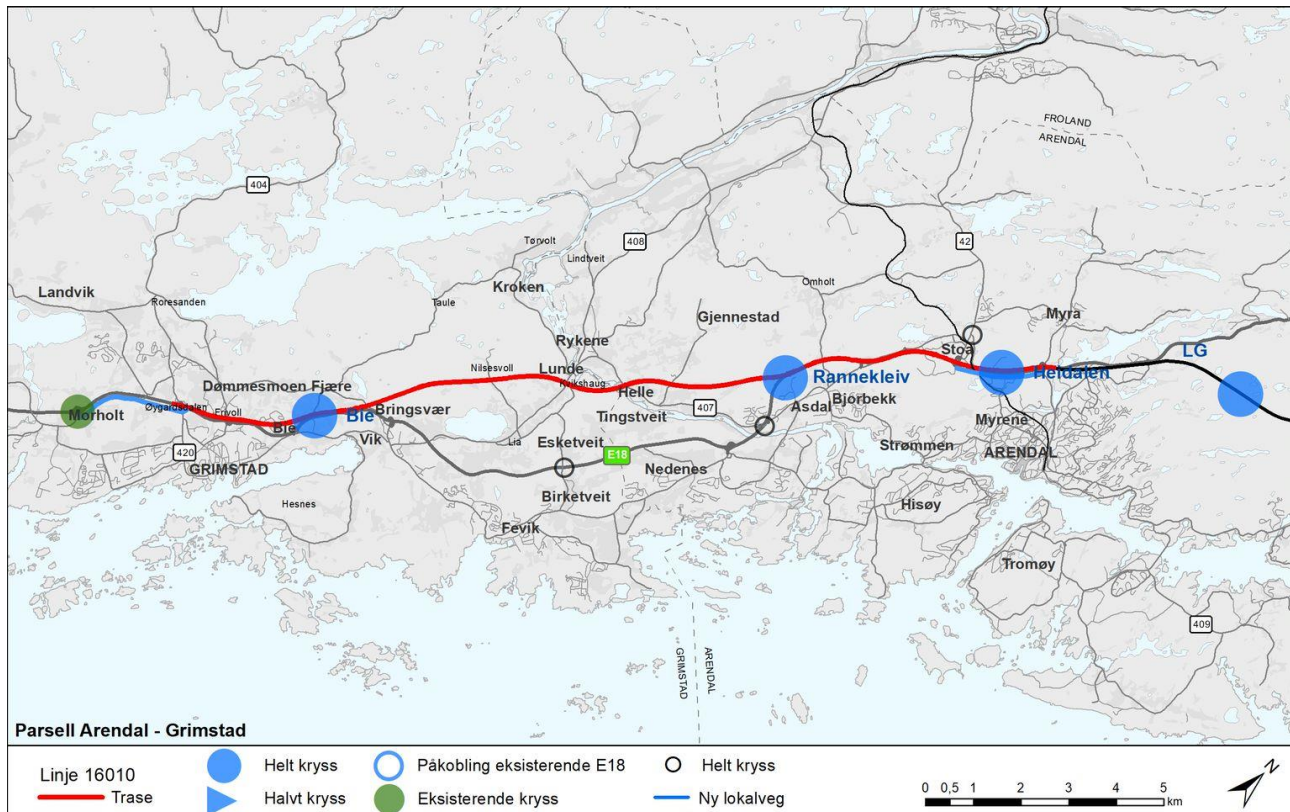 FROLAND
ARENDAL
404
42
408
Tørvolt
Lindtveit
Kroken
Omholt
Landvik
Roresanden
Taule
Gjennestad
Myra
Rykene
Stoa
LG
Nilsesvoll
Lunde
Kvikshaug
Helle
Rannekleiv
Heidalen
Dømmesmoen Fjære
Øygardsdalen
Morholt
Frivoll
Bie
Bie
Bringsvær
407
Tingstveit
Asdal
Bjorbekk
Myrene
Vik
Lia
Esketveit
Strømmen
ARENDAL
420
GRIMSTAD
E18
Nedenes
Hesnes
Birketveit
Hisøy
Fevik
Tromøy
409
GRIMSTAD
ARENDAL
Parsell Arendal - Grimstad
Linje 16010
Trase
Helt kryss
Halvt kryss
Påkobling eksisterende E18
Eksisterende kryss
Helt kryss
Ny lokalveg
0 0,5 1 2 3 4 5
km
N